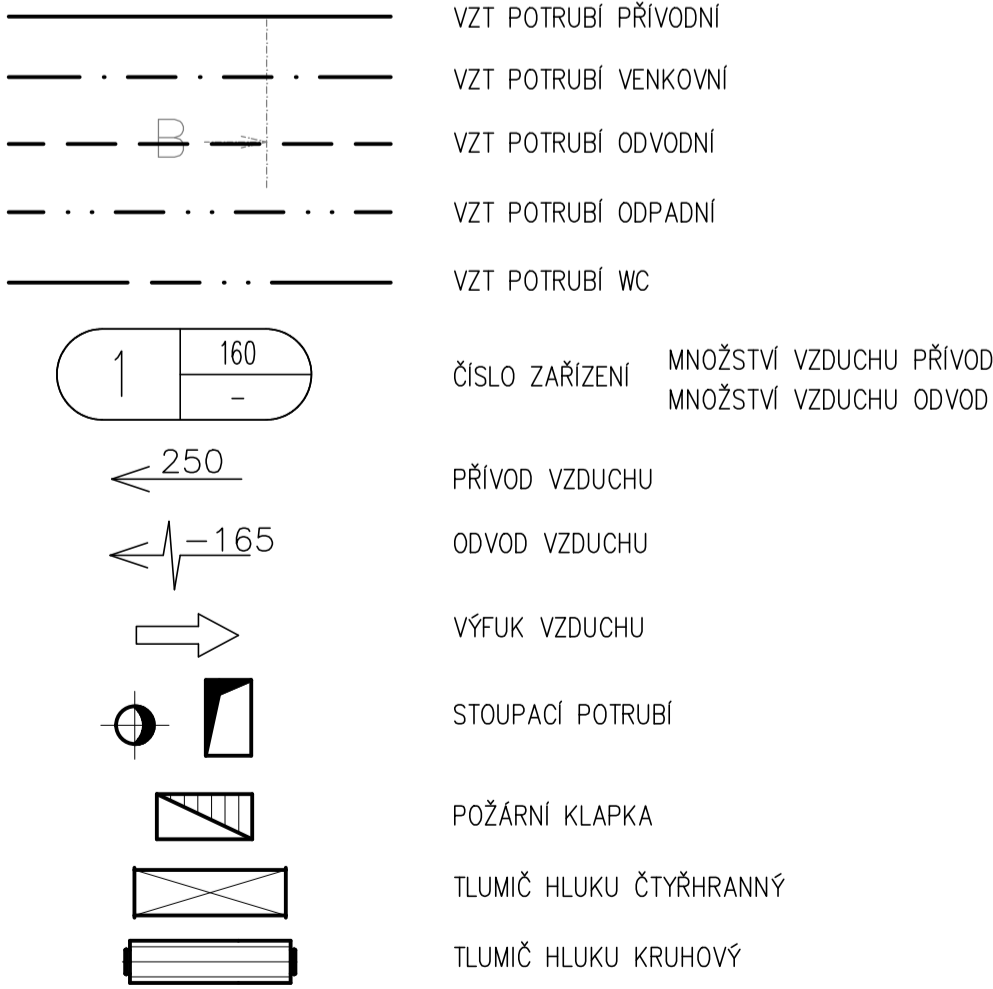 VZT POTRUBÍ PŘÍVODNÍ
VZT POTRUBÍ VENKOVNÍ
B
VZT POTRUBÍ ODVODNÍ
VZT POTRUBÍ ODPADNÍ
VZT POTRUBÍ WC
1
160
-
ČÍSLO ZAŘÍZENÍ
MNOŽSTVÍ VZDUCHU PŘÍVOD
MNOŽSTVÍ VZDUCHU ODVOD
250
PŘÍVOD VZDUCHU
-165
ODVOD VZDUCHU
VÝFUK VZDUCHU
STOUPACÍ POTRUBÍ
POŽÁRNÍ KLAPKA
TLUMIČ HLUKU ČTYŘHRANNÝ
TLUMIČ HLUKU KRUHOVÝ